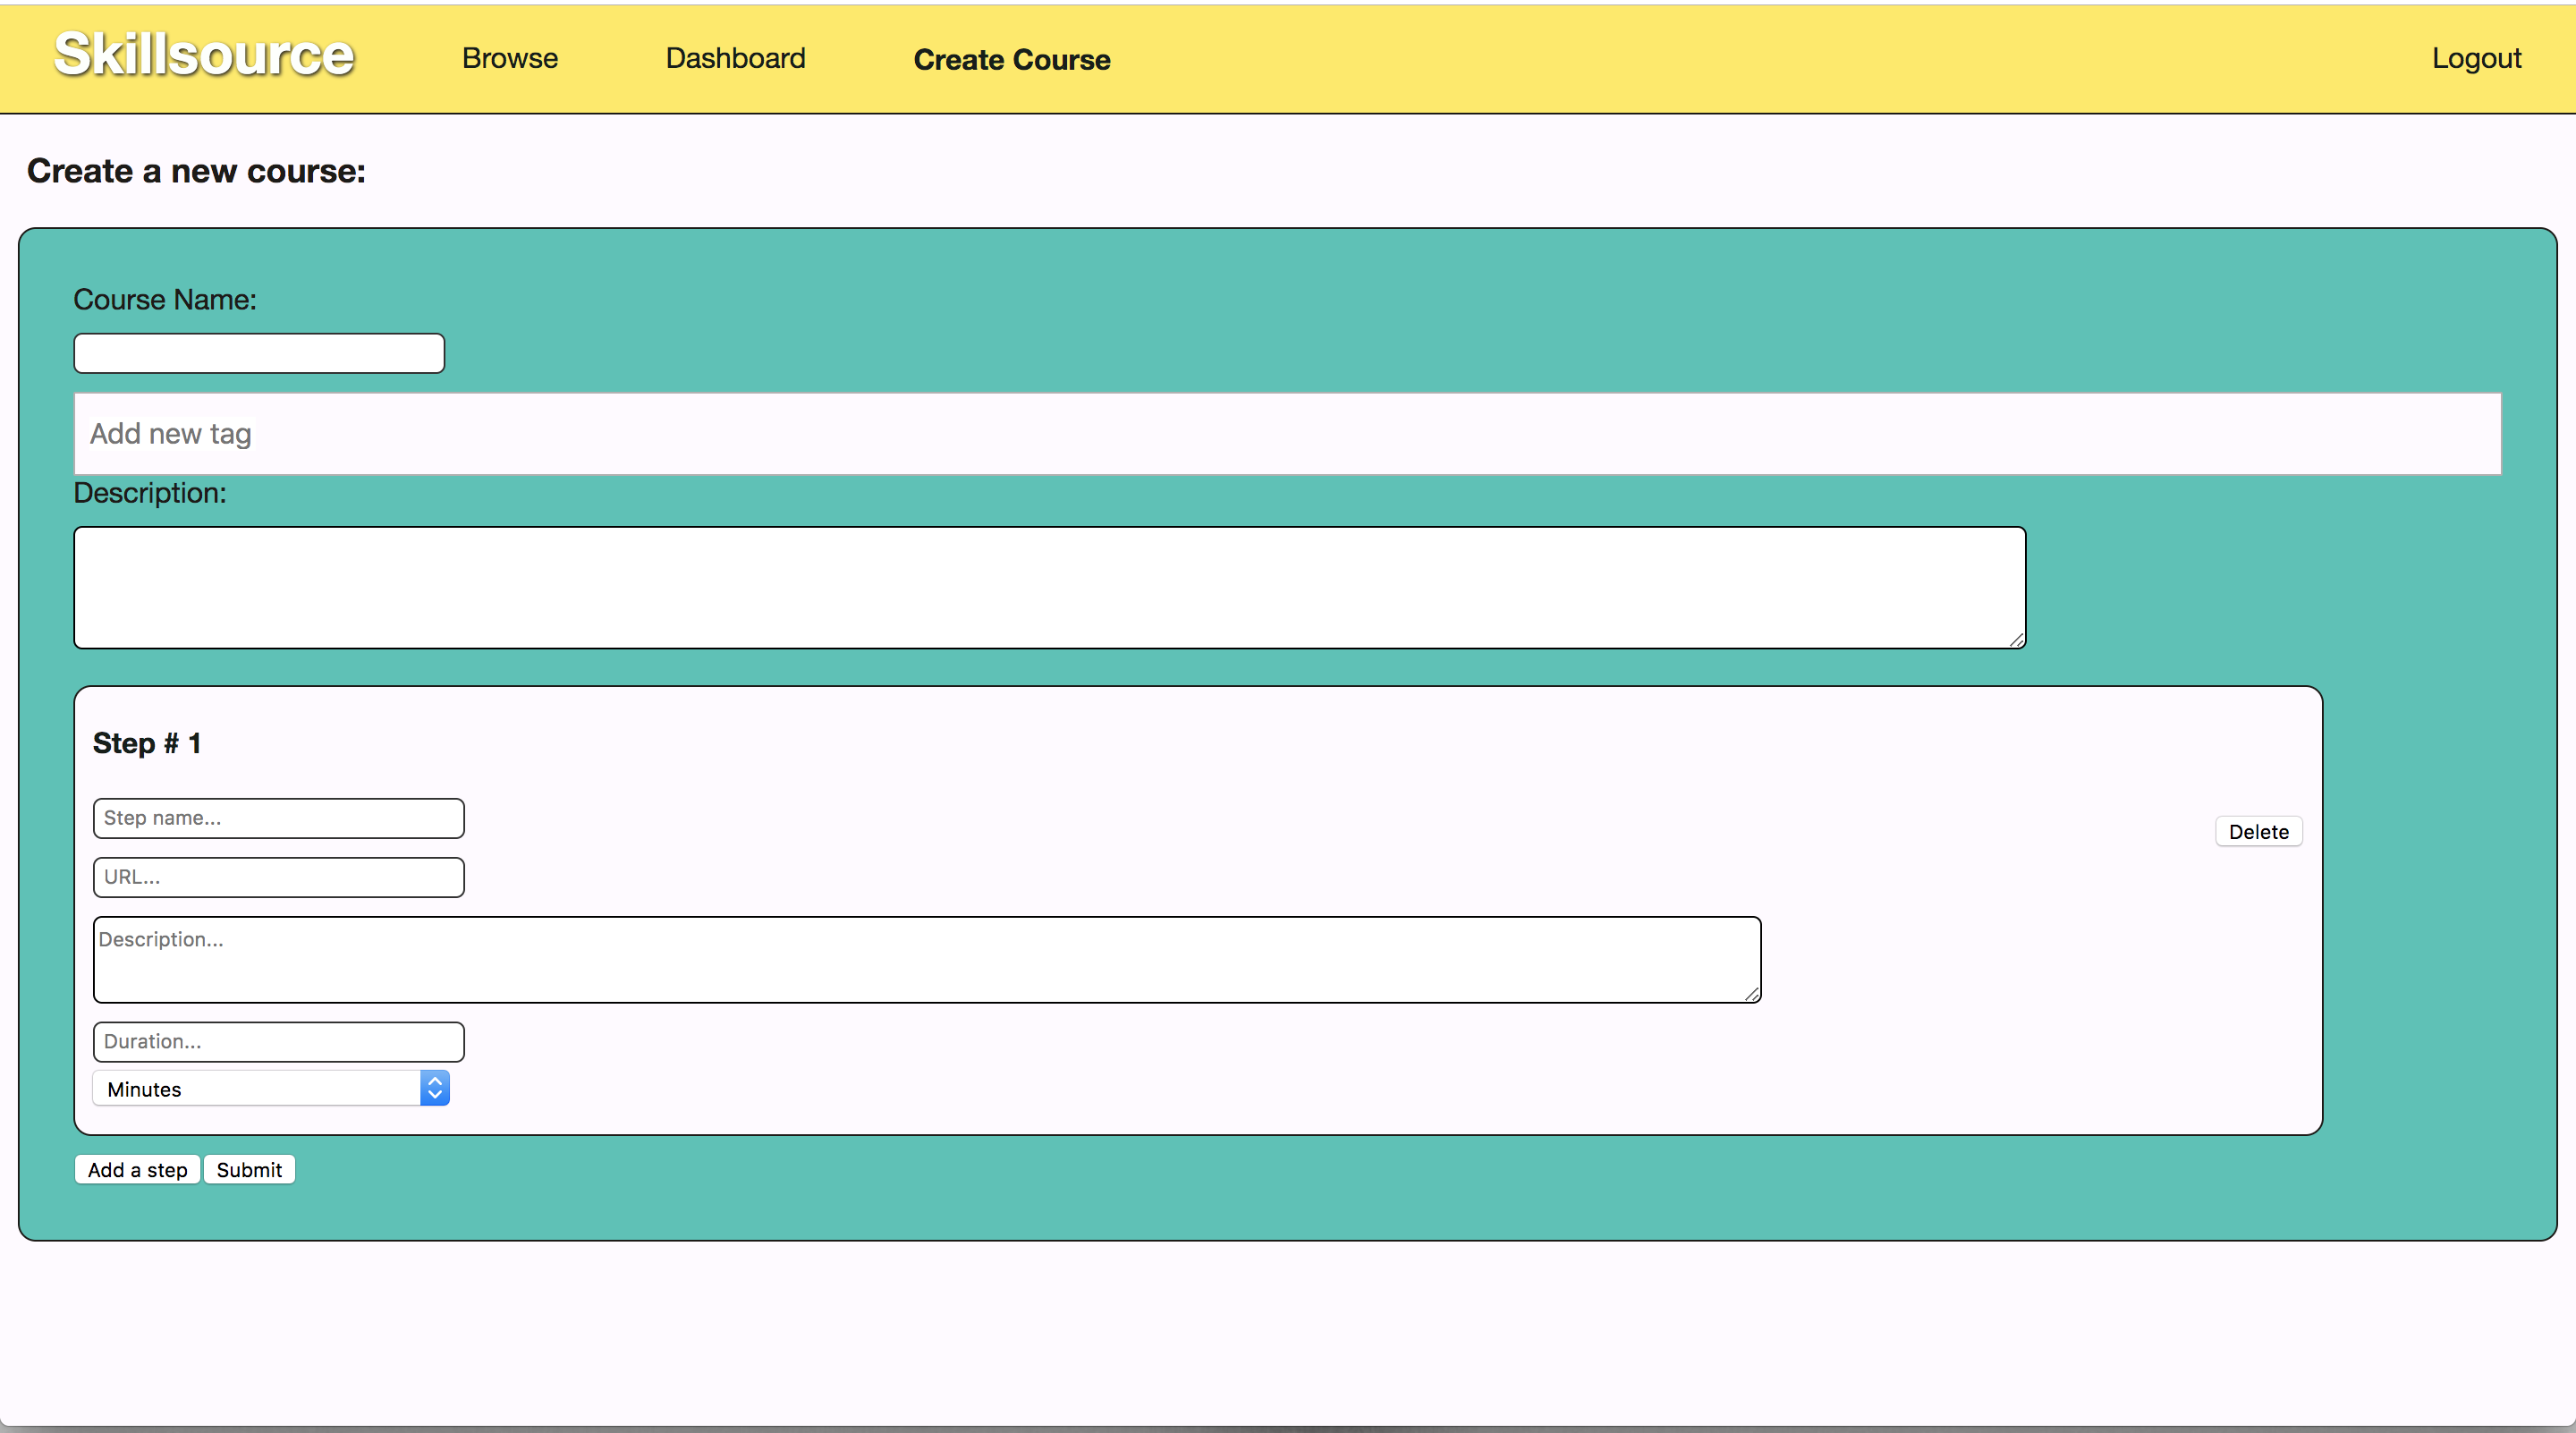 Skillsource Browse Dashboard Create Course Logout
Create a new course:
Course Name:
Add new tag
Description:
Step # 1
Step name...
Delete
URL...
Description...
Duration...
Minutes
Add a step Submit